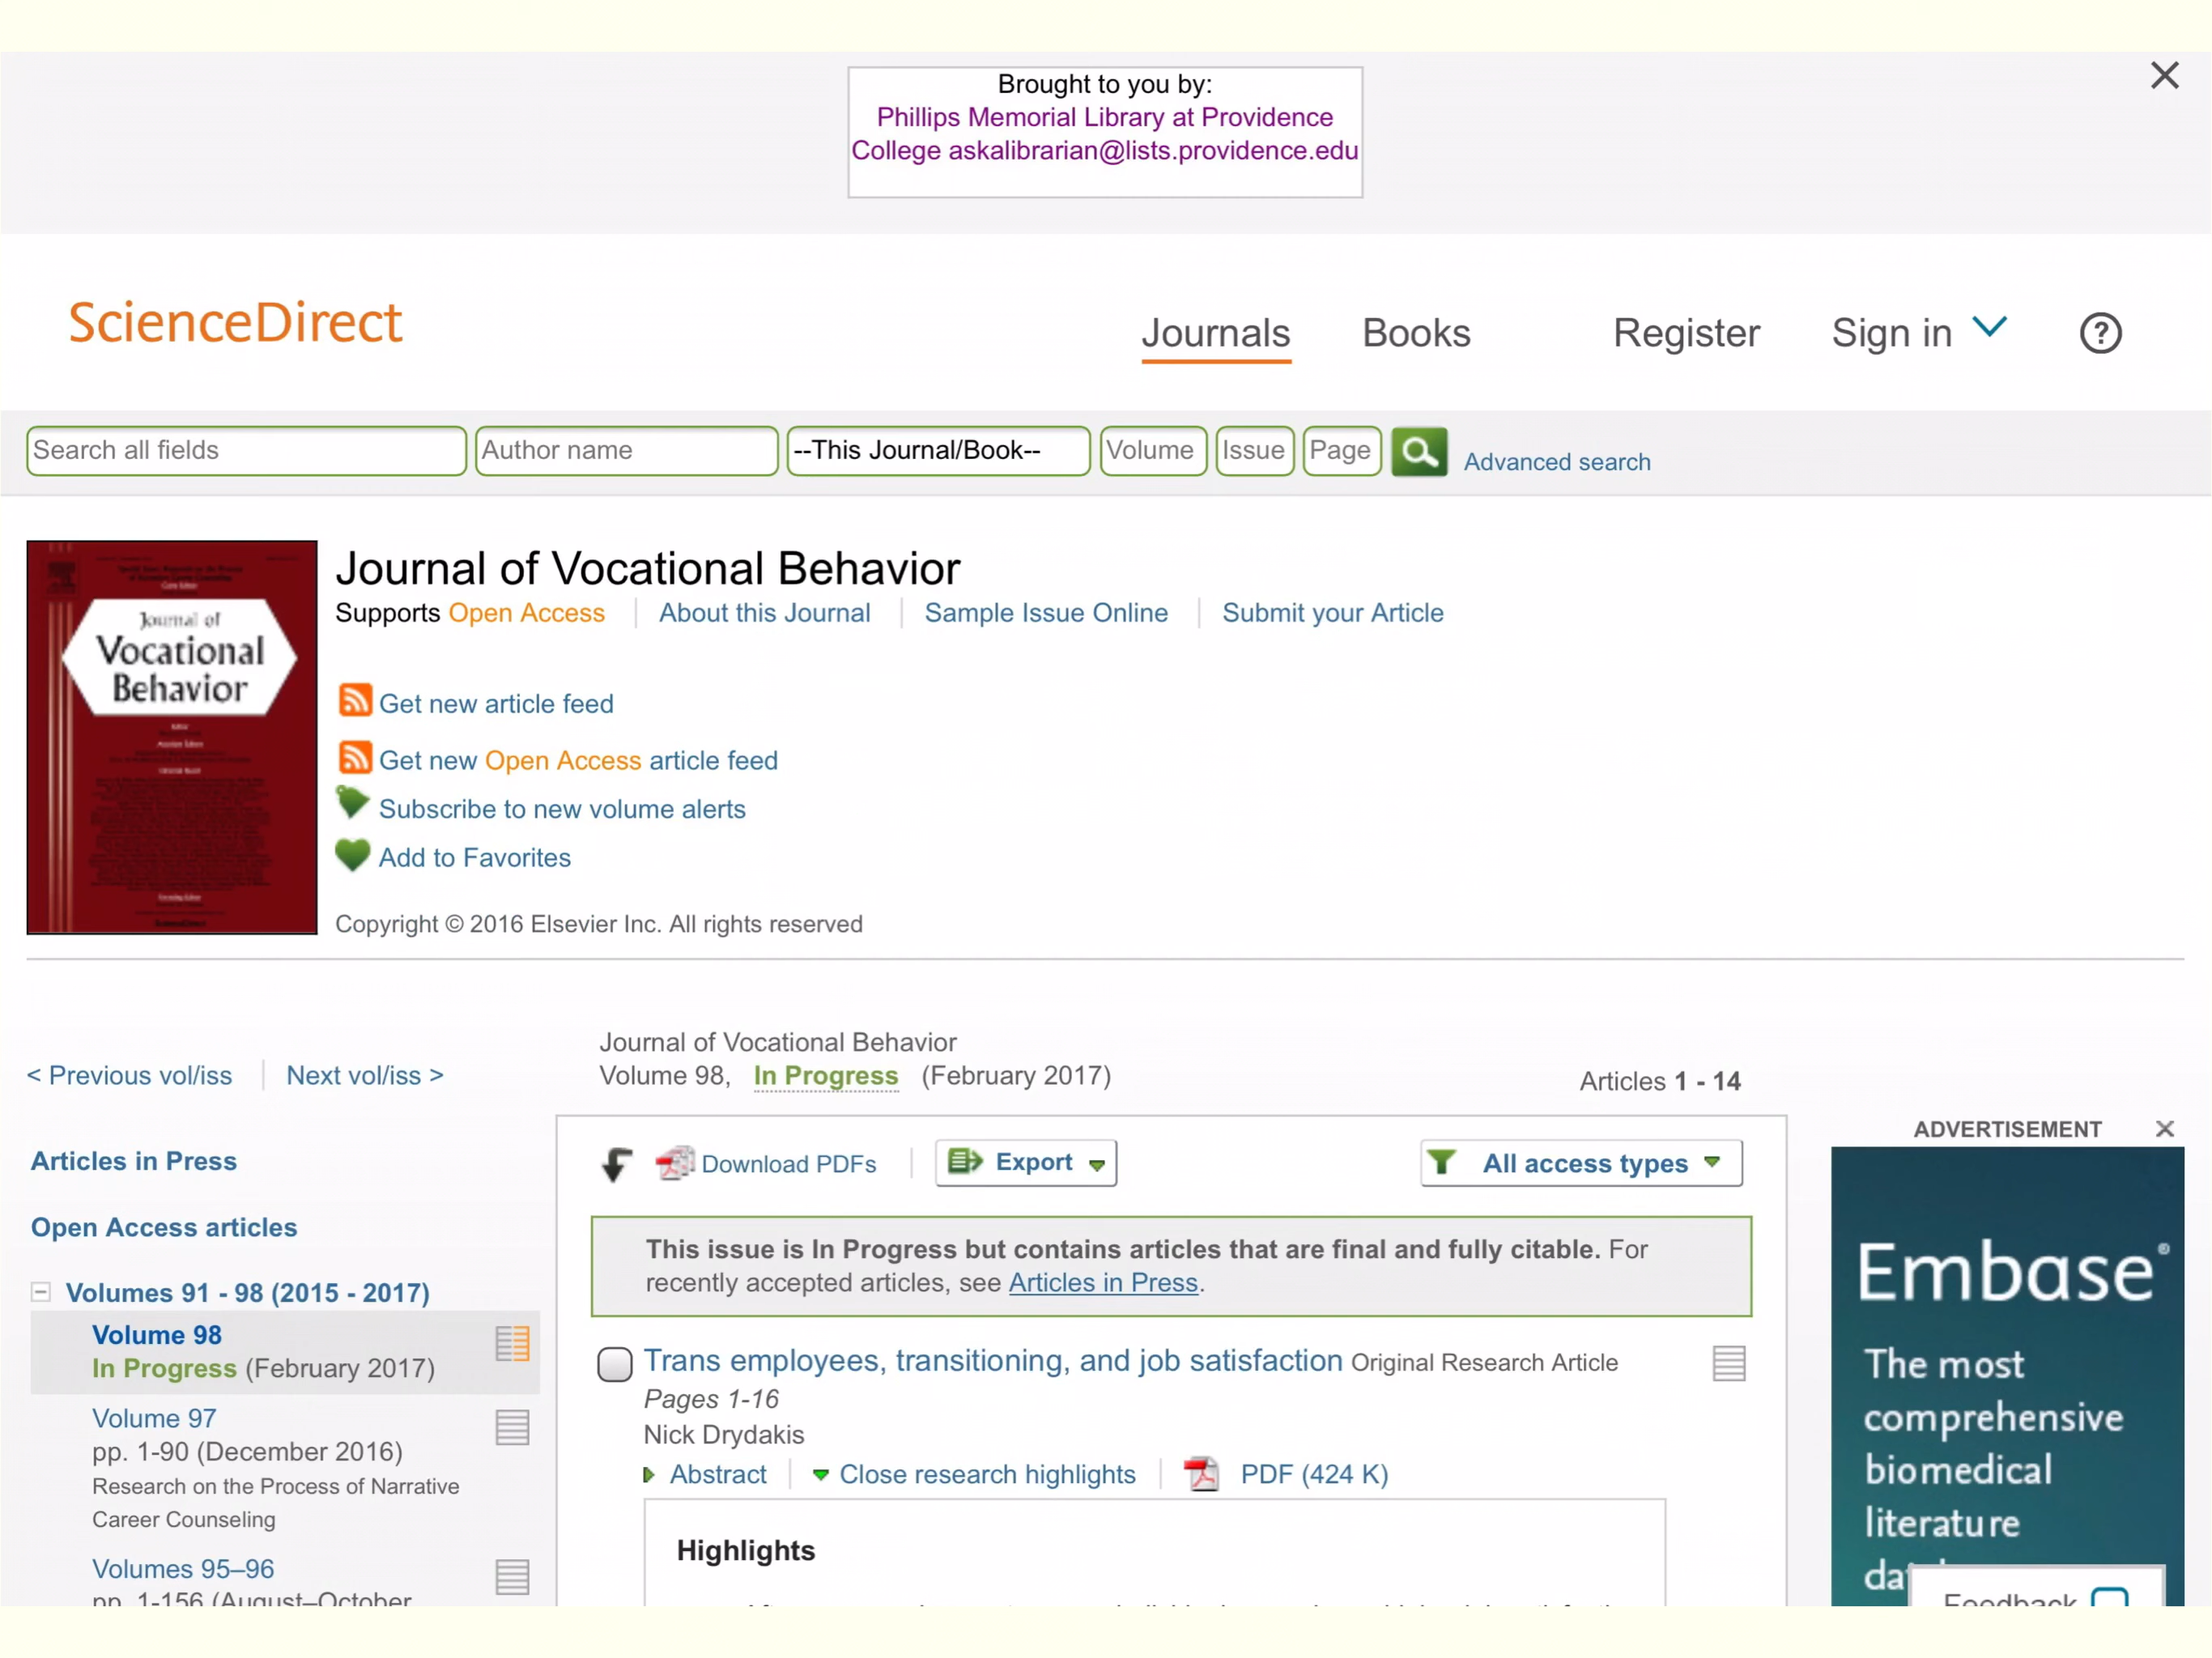 Brought to you by:
Phillips Memorial Library at Providence
College askalibrarian@lists.providence.edu
ScienceDirect
Journals Books Register Sign in ?
Search all fields Author name --This Journal/Book-- Volume Issue Page Advanced search
Journal of
Vocational
Behavior
Journal of Vocational Behavior
Supports Open Access About this Journal Sample Issue Online Submit your Article
Get new article feed
Get new Open Access article feed
Subscribe to new volume alerts
Add to Favorites
Copyright © 2016 Elsevier Inc. All rights reserved
< Previous vol/iss Next vol/iss >
Articles in Press
Open Access articles
Volumes 91 - 98 (2015 - 2017)
Volume 98
In Progress (February 2017)
Volume 97
pp. 1-90 (December 2016)
Research on the Process of Narrative
Career Counseling
Volumes 95–96
pp. 1-156 (August–October
Journal of Vocational Behavior
Volume 98, In Progress (February 2017)
Articles 1 - 14
Download PDFs Export All access types
This issue is In Progress but contains articles that are final and fully citable. For
recently accepted articles, see Articles in Press.
Trans employees, transitioning, and job satisfaction Original Research Article
Pages 1-16
Nick Drydakis
Abstract Close research highlights PDF (424 K)
Highlights
ADVERTISEMENT
Embase®
The most
comprehensive
biomedical
literature
Feedback